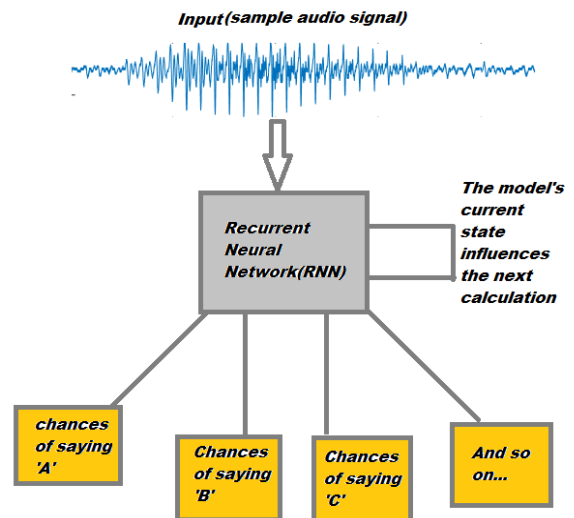 Input(sample audio signal)
Recurrent
Neural
Network(RNN)
The model's
current
state
influences
the next
calculation
chances
of saying
'A'
Chances
of saying
'B'
Chances
of saying
'C'
And so
on...